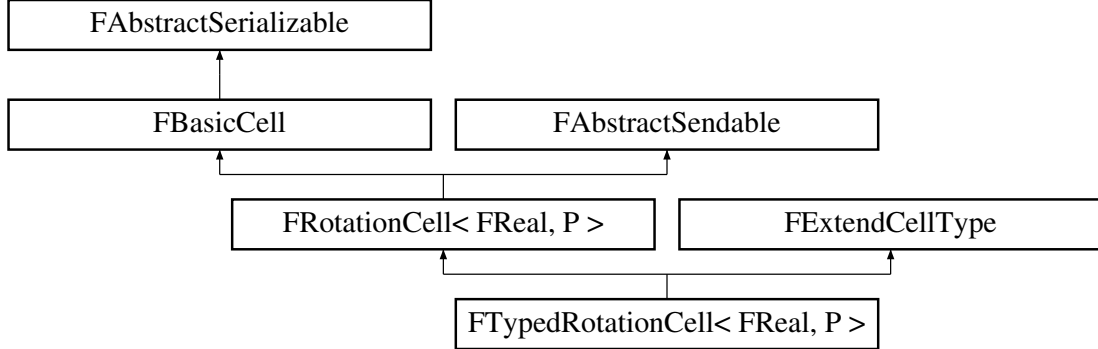 FAbstractSerializable
FBasicCell
FAbstractSendable
FRotationCell< FReal, P >
FExtendCellType
FTypedRotationCell< FReal, P >